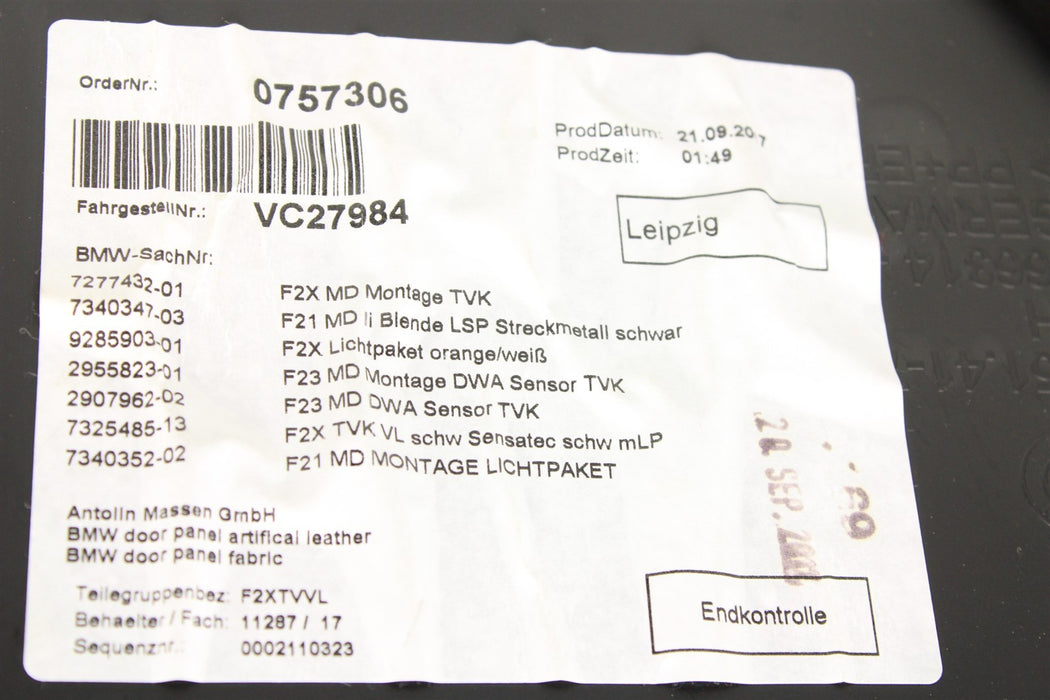 OrderNr.: 0757306
ProdDatum: 21.09.20
ProdZeit: 01:49
FahrgestellNr.: VC27984
Leipzig
BMW-SachNr:
7277432-01 F2X MD Montage TVK
7340347-03 F21 MD li Blende LSP Streckmetall schwar
9285903-01 F2X Lichtpaket orange/weiß
2955823-01 F23 MD Montage DWA Sensor TVK
2907962-02 F23 MD DWA Sensor TVK
7325485-13 F2X TVK VL schw Sensatec schw mLP
7340352-02 F21 MD MONTAGE LICHTPAKET
Antolin Massen GmbH
BMW door panel artifical leather
BMW door panel fabric
Teilegruppenbez: F2XTVVL
Behaelter / Fach: 11287 / 17
Sequenznr.: 0002110323
Endkontrolle
SEP.
69